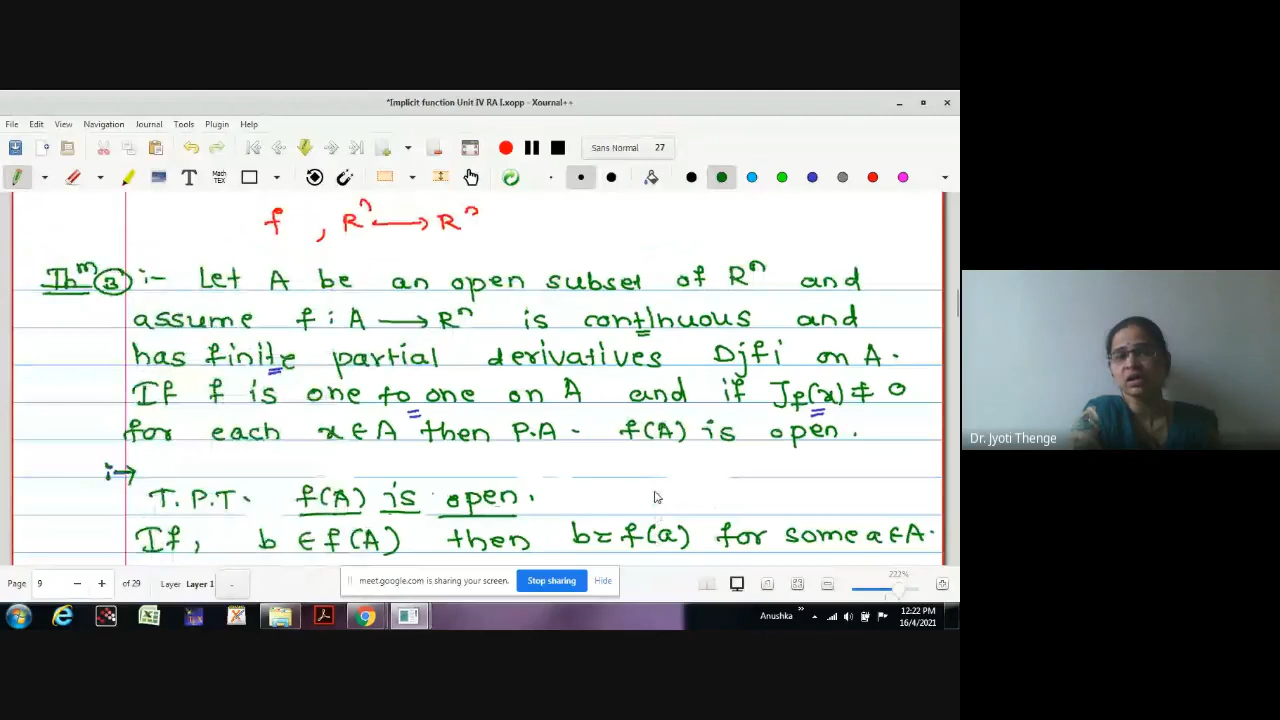 *Implicit function Unit IV RA I.xopp - Xournal++
File Edit View Navigation Journal Tools Plugin Help
Sans Normal 27
f , Rⁿ ⟶ Rⁿ
Thm ③ :- Let A be an open subset of Rⁿ and
assume f : A ⟶ Rⁿ is continuous and
has finite partial derivatives Djfi on A.
If f is one to one on A and if Jf(x) ≠ 0
for each x ∈ A then P.A. f(A) is open.
:→
T.P.T. f(A) is open.
If, b ∈ f(A) then b = f(a) for some a ∈ A.
Dr. Jyoti Thenge
Page 9 of 29 Layer Layer 1
meet.google.com is sharing your screen. Stop sharing Hide
222%
Anushka
12:22 PM
16/4/2021